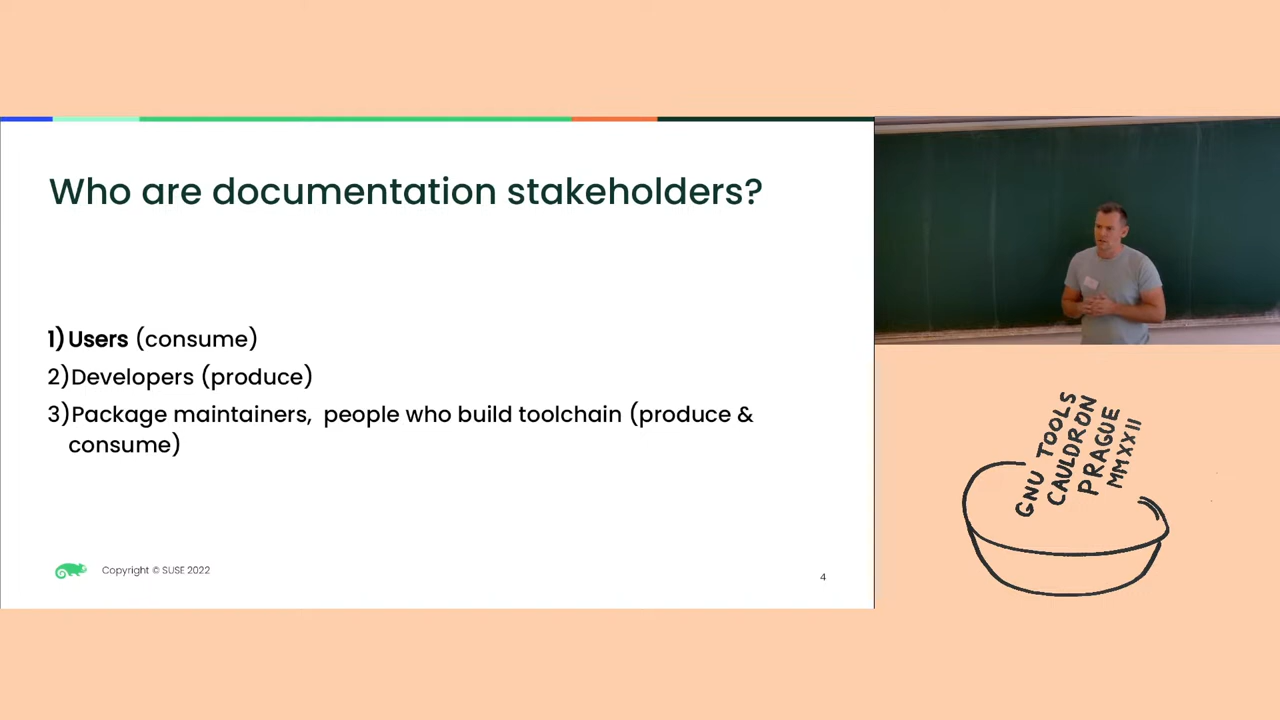 Who are documentation stakeholders?
1) Users (consume)
2) Developers (produce)
3) Package maintainers, people who build toolchain (produce &
consume)
Copyright © SUSE 2022
4
GNU TOOLS
CAULDRON
PRAGUE
MMXXII